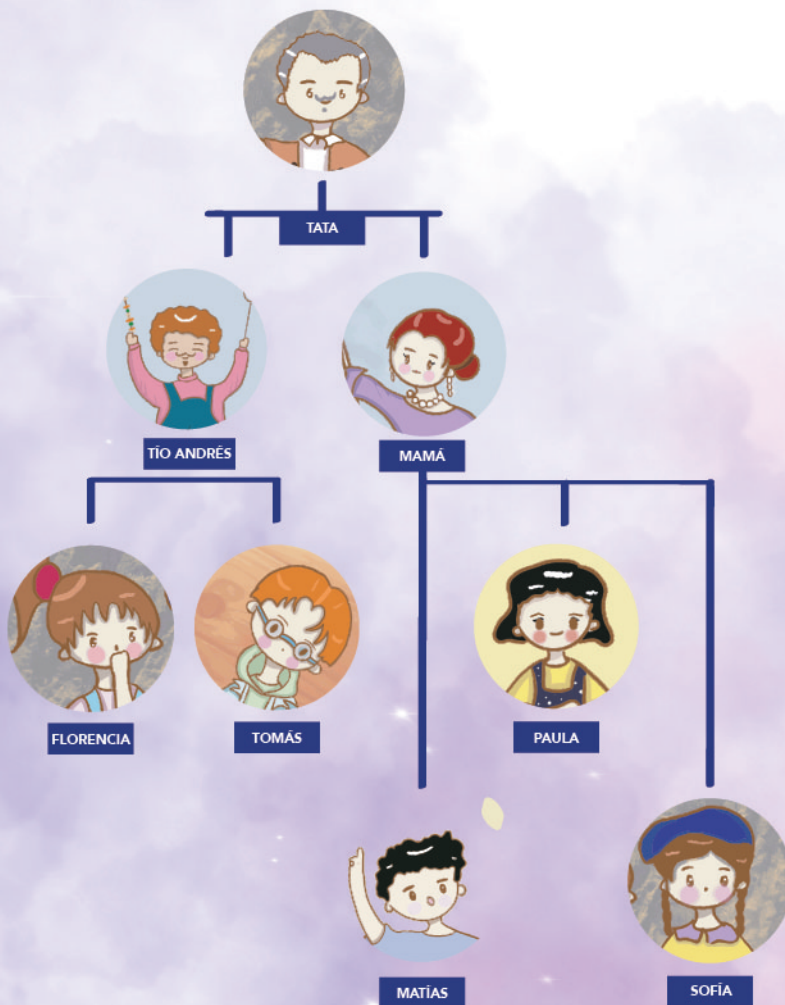 TATA
TÍO ANDRÉS
MAMÁ
FLORENCIA
TOMÁS
PAULA
MATÍAS
SOFÍA